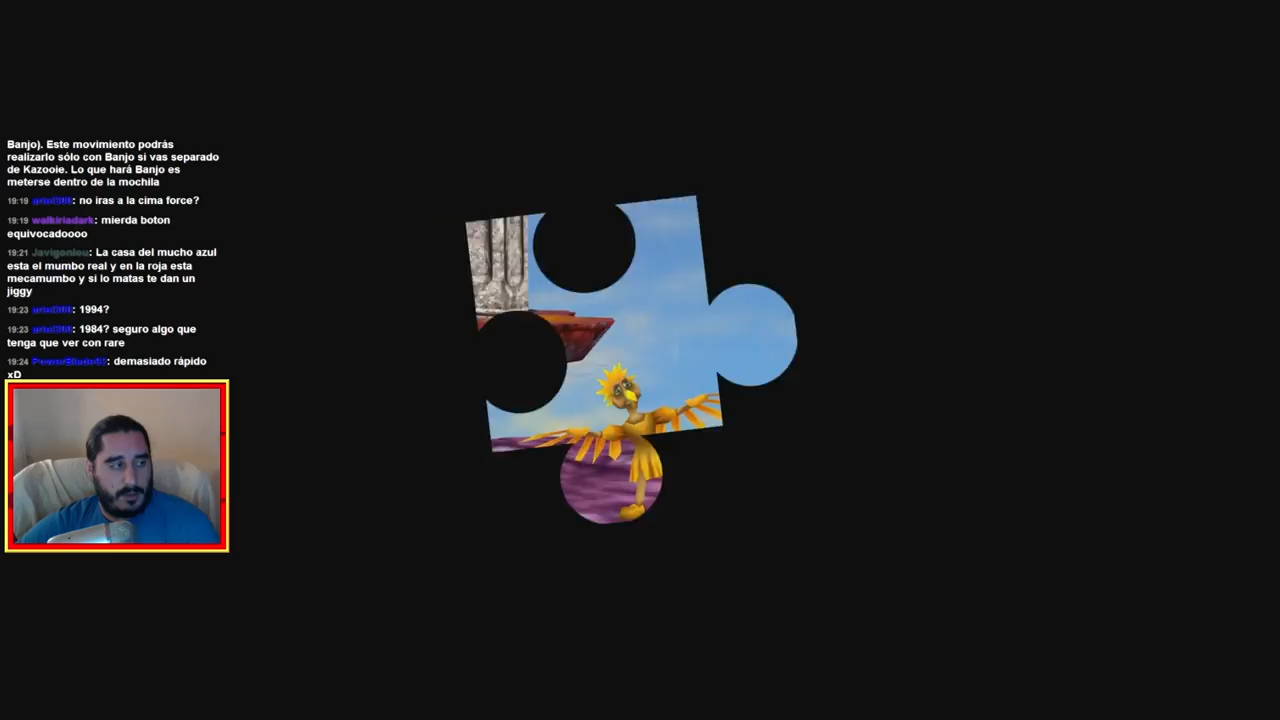 Banjo). Este movimiento podrás
realizarlo sólo con Banjo si vas separado
de Kazooie. Lo que hará Banjo es
meterse dentro de la mochila
19:19 : no iras a la cima force?
19:19 walkiriadark: mierda boton
equivocadoooo
19:21 Javigonlou: La casa del mucho azul
esta el mumbo real y en la roja esta
mecamumbo y si lo matas te dan un
jiggy
19:23 : 1994?
19:23 : 1984? seguro algo que
tenga que ver con rare
19:24 : demasiado rápido
xD